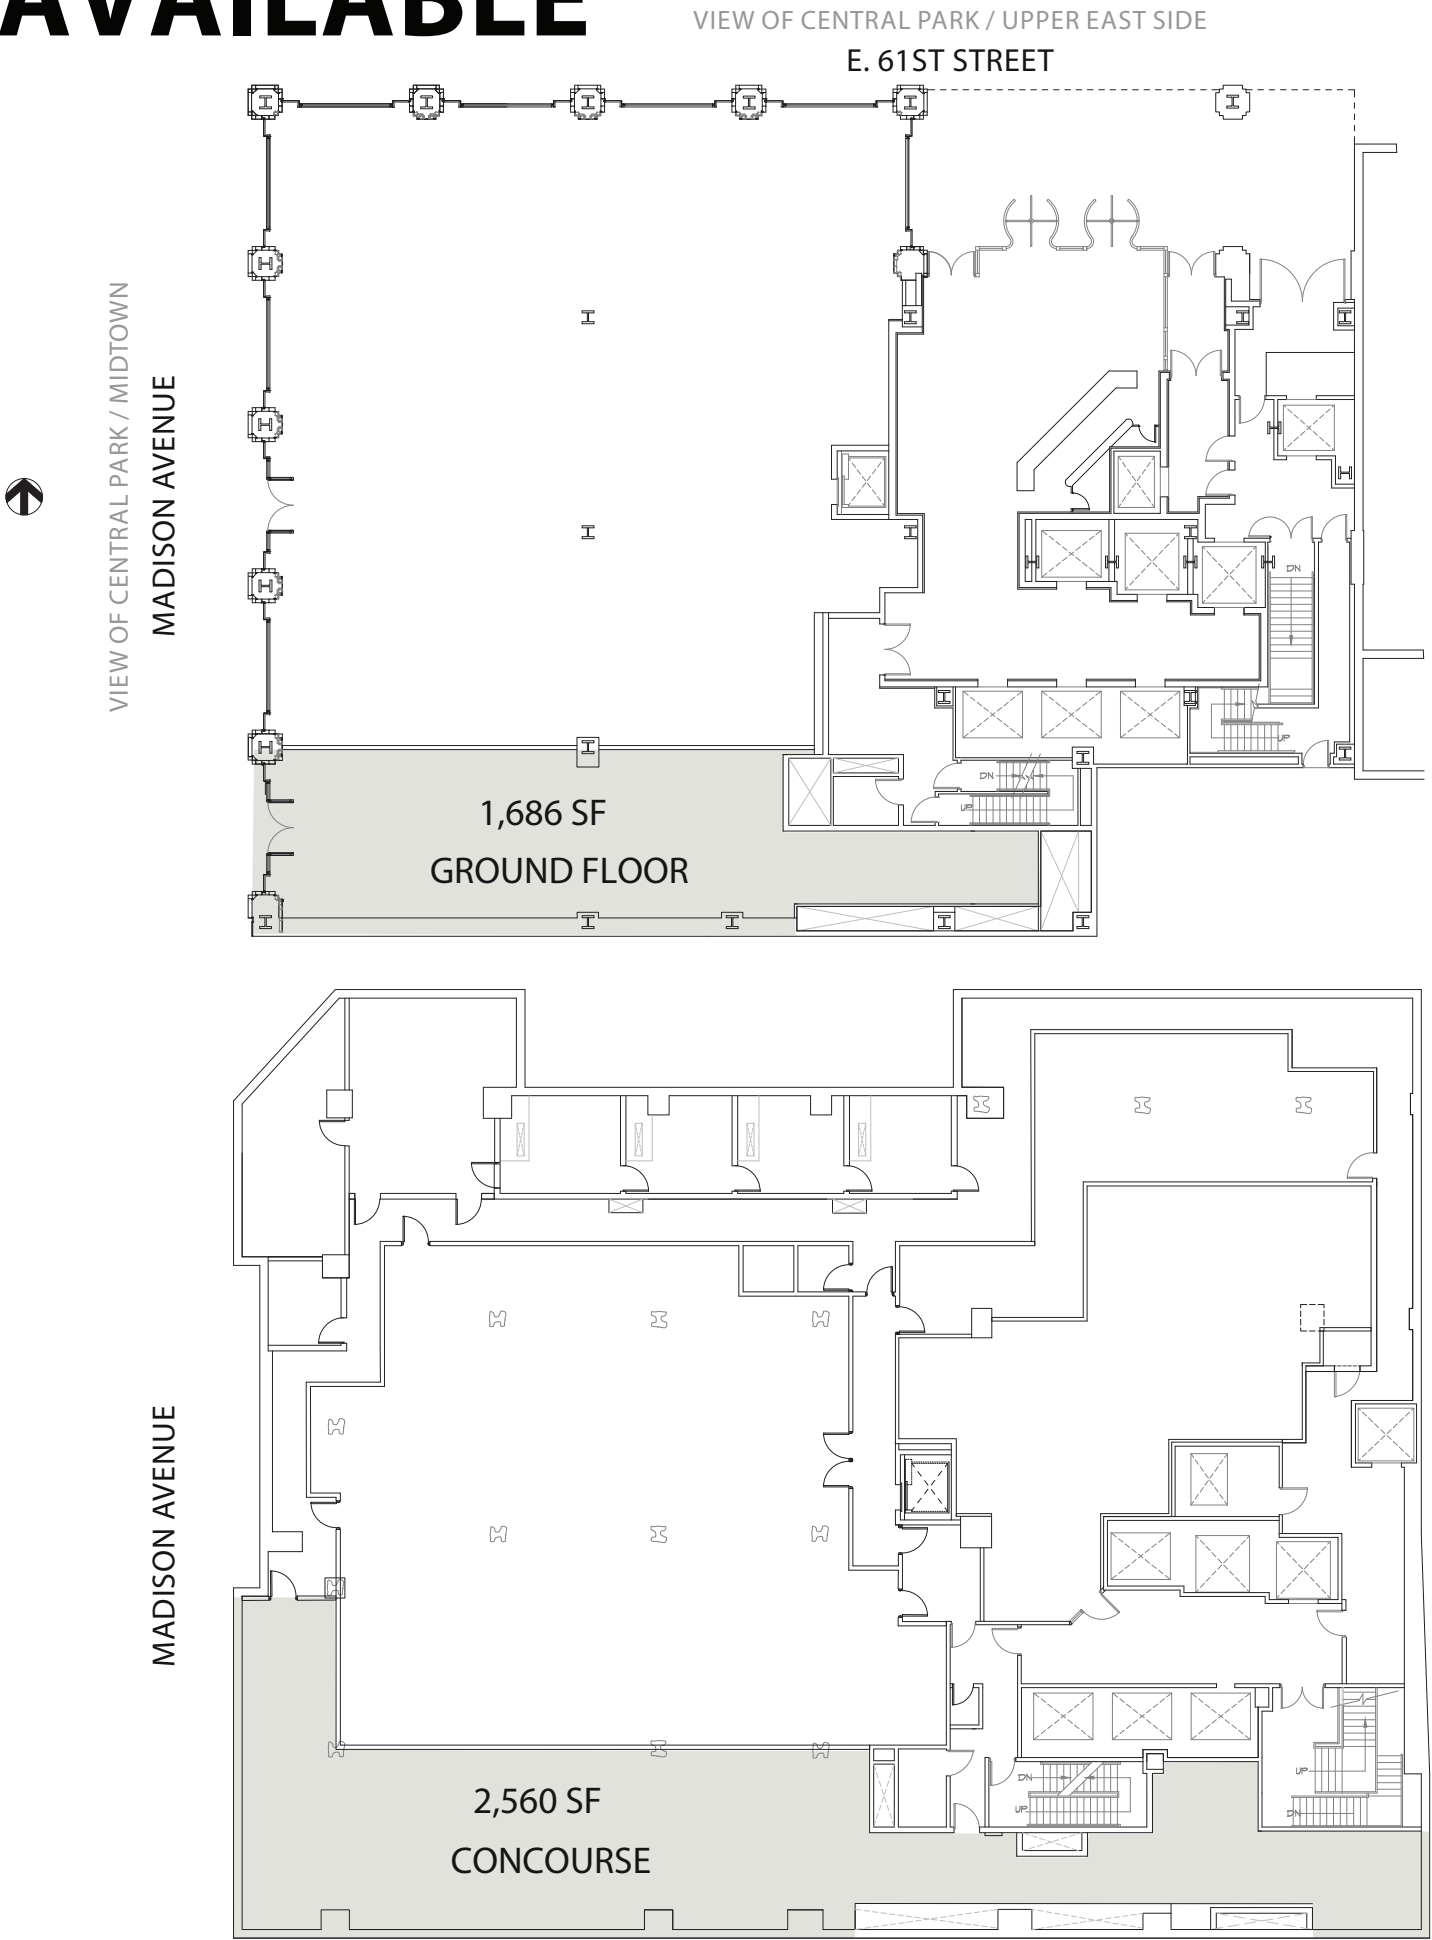 AVAILABLE
VIEW OF CENTRAL PARK / UPPER EAST SIDE
E. 61ST STREET
VIEW OF CENTRAL PARK / MIDTOWN
MADISON AVENUE
DN
UP
DN
UP
1,686 SF
GROUND FLOOR
MADISON AVENUE
UP
DN
DN
UP
2,560 SF
CONCOURSE